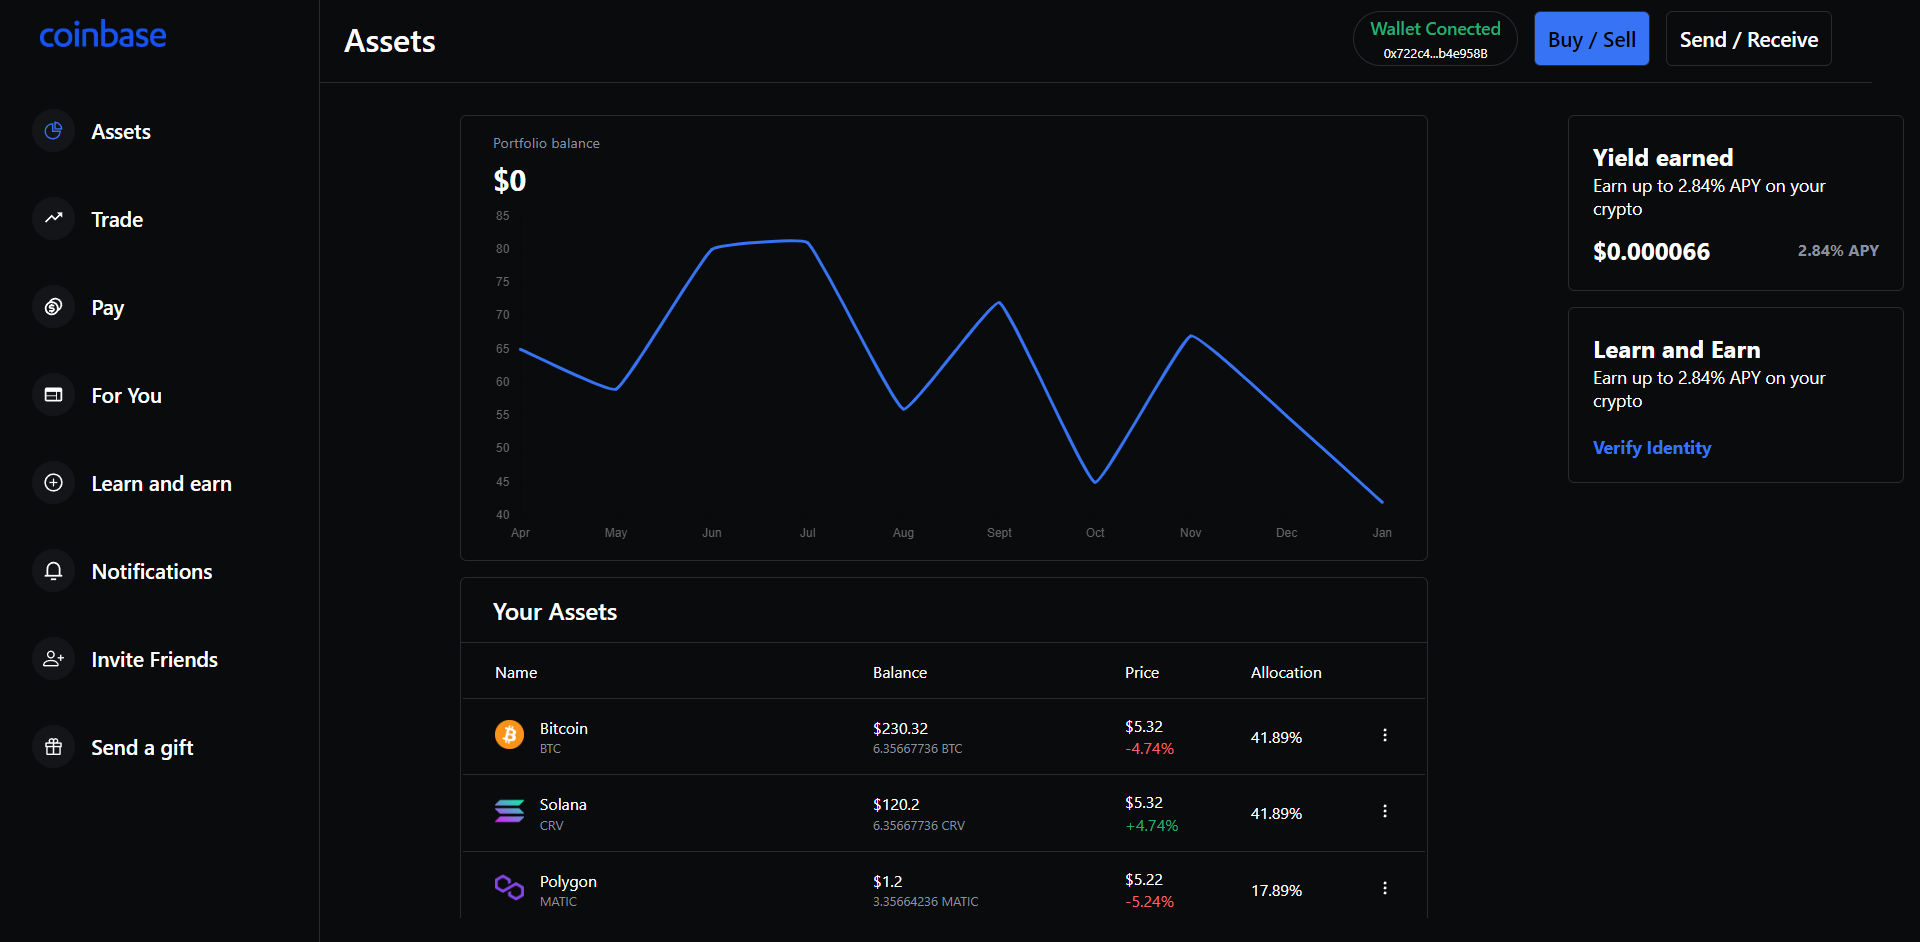 coinbase
Assets
Trade
Pay
For You
Learn and earn
Notifications
Invite Friends
Send a gift
Assets
Wallet Conected
0x722c4...b4e958B
Buy / Sell
Send / Receive
Portfolio balance
$0
85
80
75
70
65
60
55
50
45
40
Apr May Jun Jul Aug Sept Oct Nov Dec Jan
Your Assets
Name Balance Price Allocation
Bitcoin $230.32 $5.32
BTC 6.35667736 BTC -4.74% 41.89%
Solana $120.2 $5.32
CRV 6.35667736 CRV +4.74% 41.89%
Polygon $1.2 $5.22
MATIC 3.35664236 MATIC -5.24% 17.89%
Yield earned
Earn up to 2.84% APY on your
crypto
$0.000066 2.84% APY
Learn and Earn
Earn up to 2.84% APY on your
crypto
Verify Identity